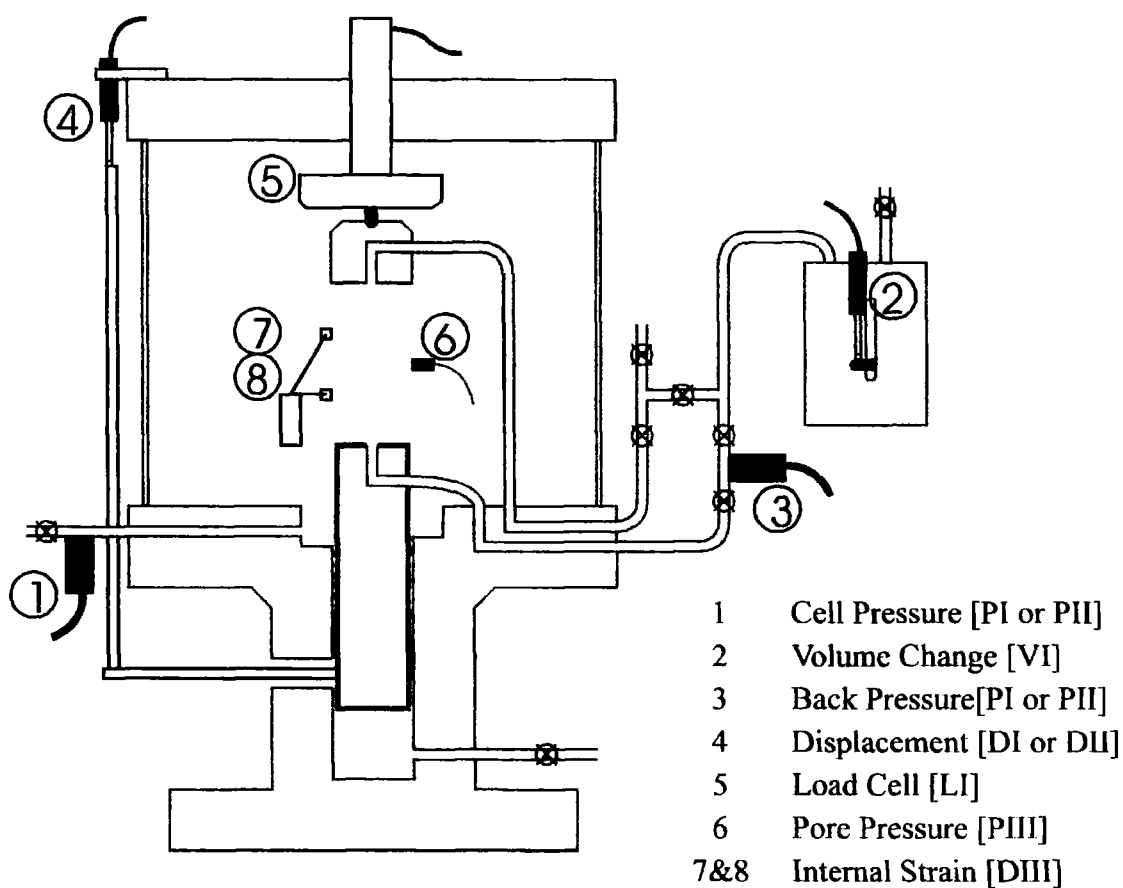 4
5
2
7
6
8
3
1
1 Cell Pressure [PI or PII]
2 Volume Change [VI]
3 Back Pressure[PI or PII]
4 Displacement [DI or DII]
5 Load Cell [LI]
6 Pore Pressure [PIII]
7&8 Internal Strain [DIII]